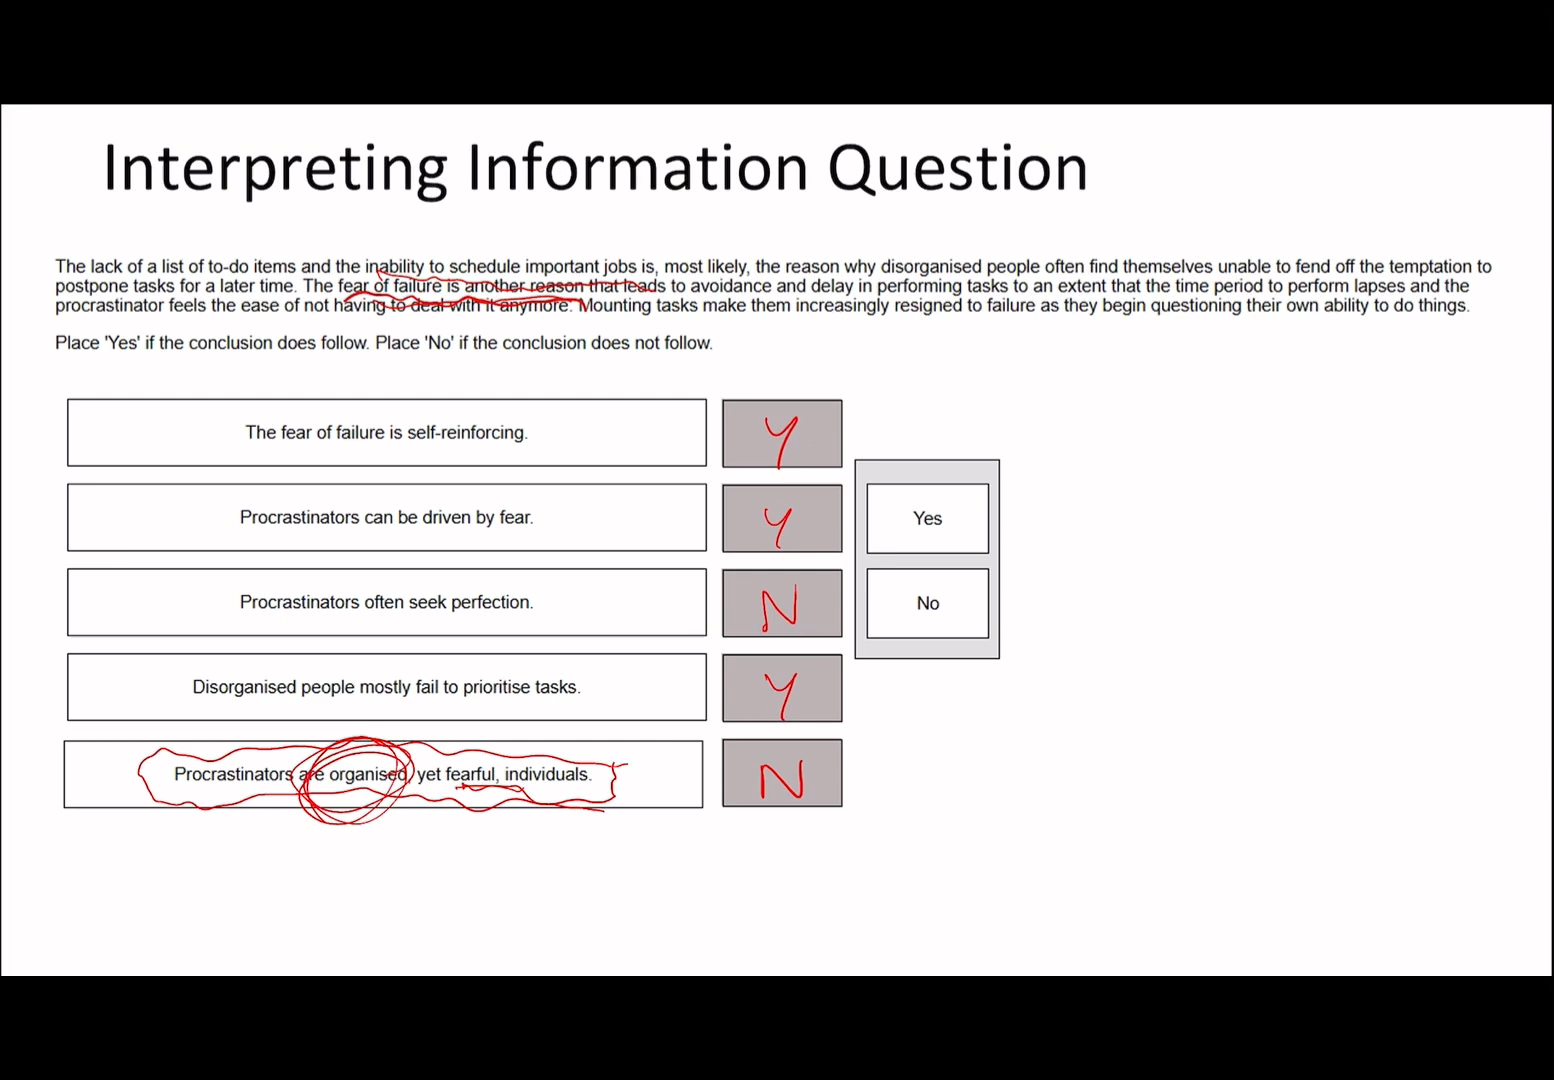 Interpreting Information Question
The lack of a list of to-do items and the inability to schedule important jobs is, most likely, the reason why disorganised people often find themselves unable to fend off the temptation to
postpone tasks for a later time. The fear of failure is another reason that leads to avoidance and delay in performing tasks to an extent that the time period to perform lapses and the
procrastinator feels the ease of not having to deal with it anymore. Mounting tasks make them increasingly resigned to failure as they begin questioning their own ability to do things.
Place 'Yes' if the conclusion does follow. Place 'No' if the conclusion does not follow.
The fear of failure is self-reinforcing.
Y
Procrastinators can be driven by fear.
Y
Yes
Procrastinators often seek perfection.
N
No
Disorganised people mostly fail to prioritise tasks.
Y
Procrastinators are organised, yet fearful, individuals.
N